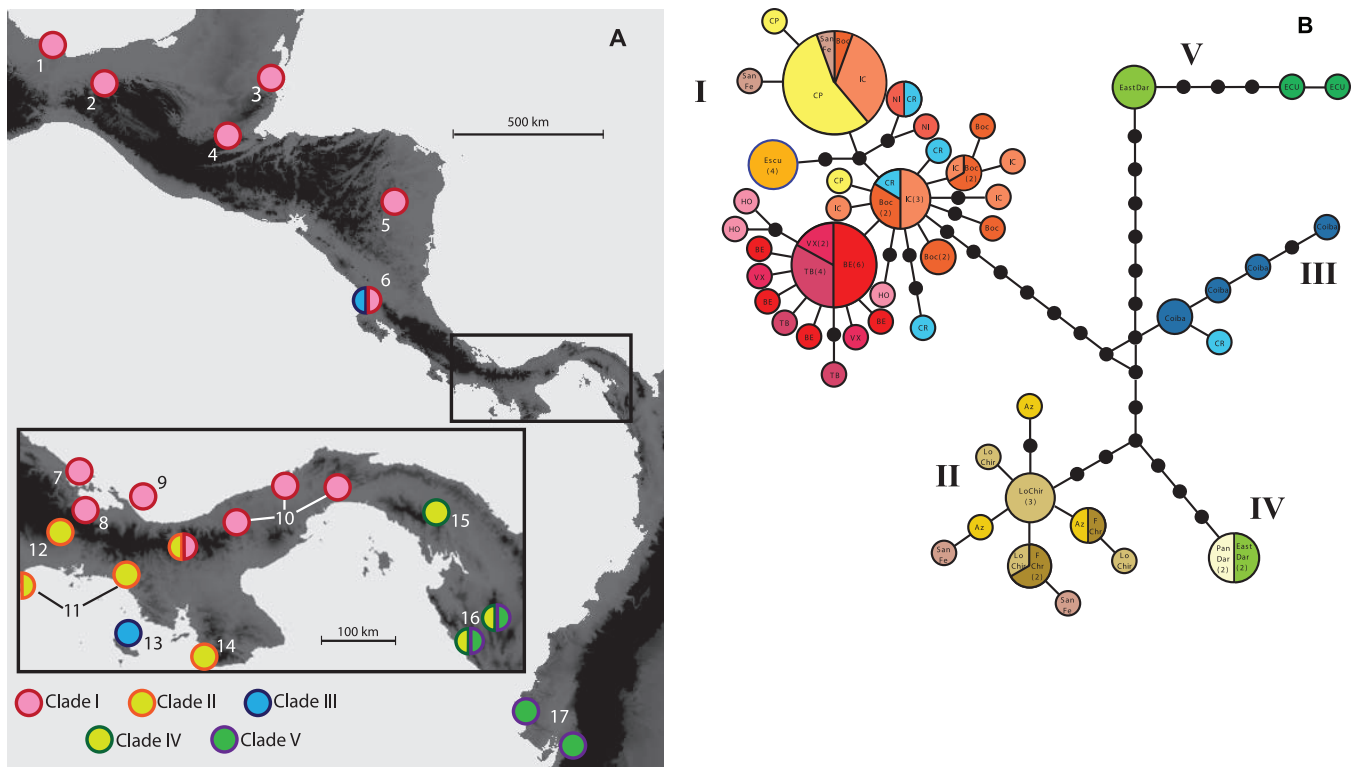 A
1
2
3
4
5
6
500 km
7
8
9
10
11
12
13
14
15
16
17
100 km
Clade I
Clade II
Clade III
Clade IV
Clade V
B
I
CP
San Fe
San Fe
Boc
IC
CP
NI
CR
NI
CR
Boc
IC
Boc (2)
IC
IC
Boc
Escu (4)
CP
IC
CR
Boc (2)
IC(3)
Boc(2)
HO
HO
BE
VX
BE
TB
BE
VX(2)
TB(4)
BE(6)
TB
VX
BE
HO
CR
V
EastDar
ECU
ECU
III
Coiba
Coiba
Coiba
Coiba
CR
II
Az
Lo Chir
LoChir (3)
Az
San Fe
Az
F Chr
Lo Chir
Lo Chir
F Chr (2)
San Fe
IV
Pan Dar (2)
East Dar (2)